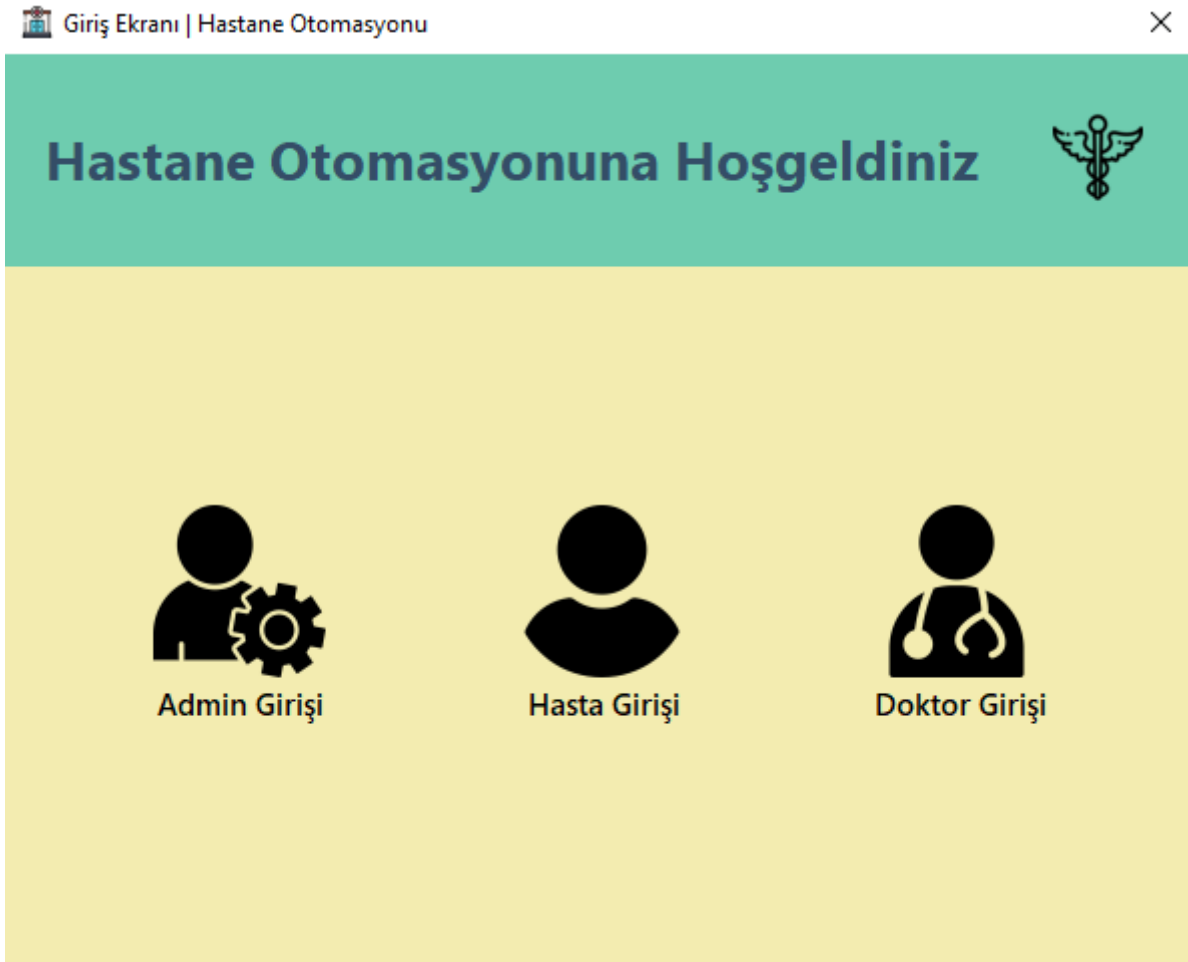 Giriş Ekranı | Hastane Otomasyonu
Hastane Otomasyonuna Hoşgeldiniz
Admin Girişi
Hasta Girişi
Doktor Girişi